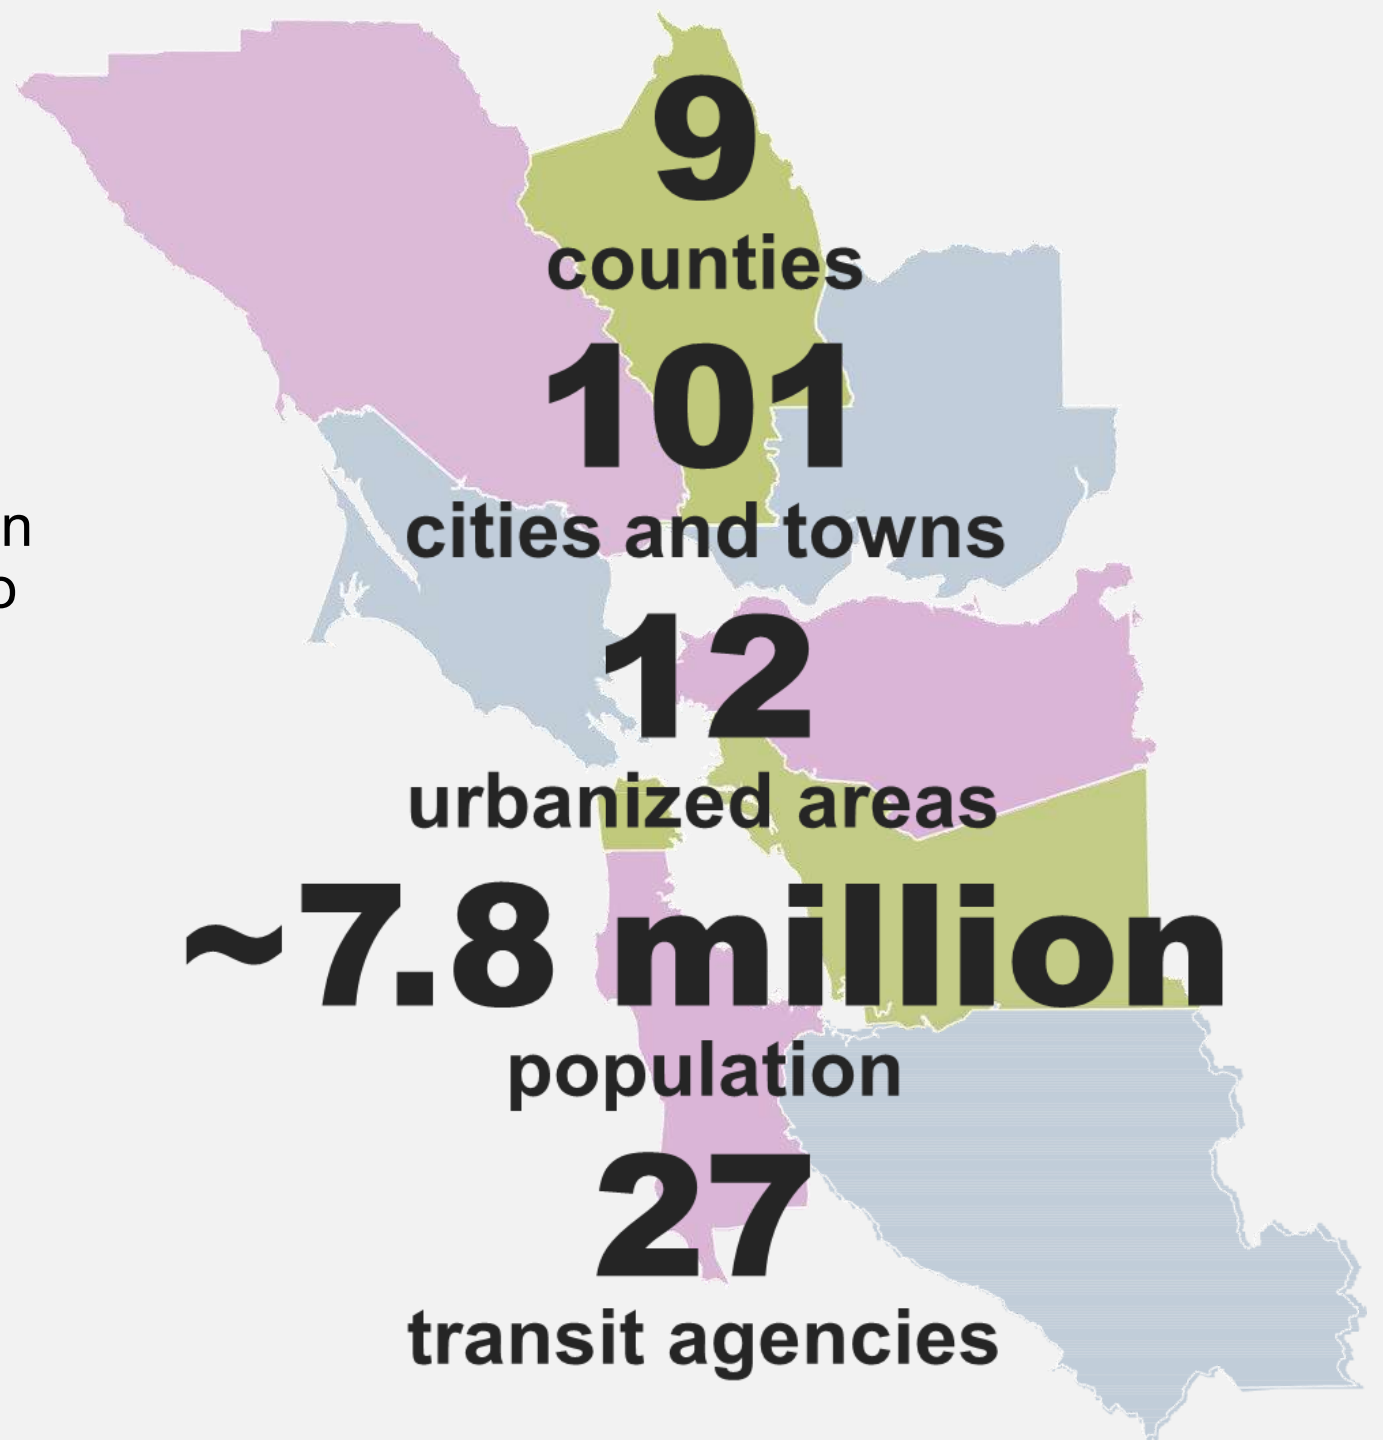 9
counties
101
cities and towns
n
o
12
urbanized areas
~7.8 million
population
27
transit agencies